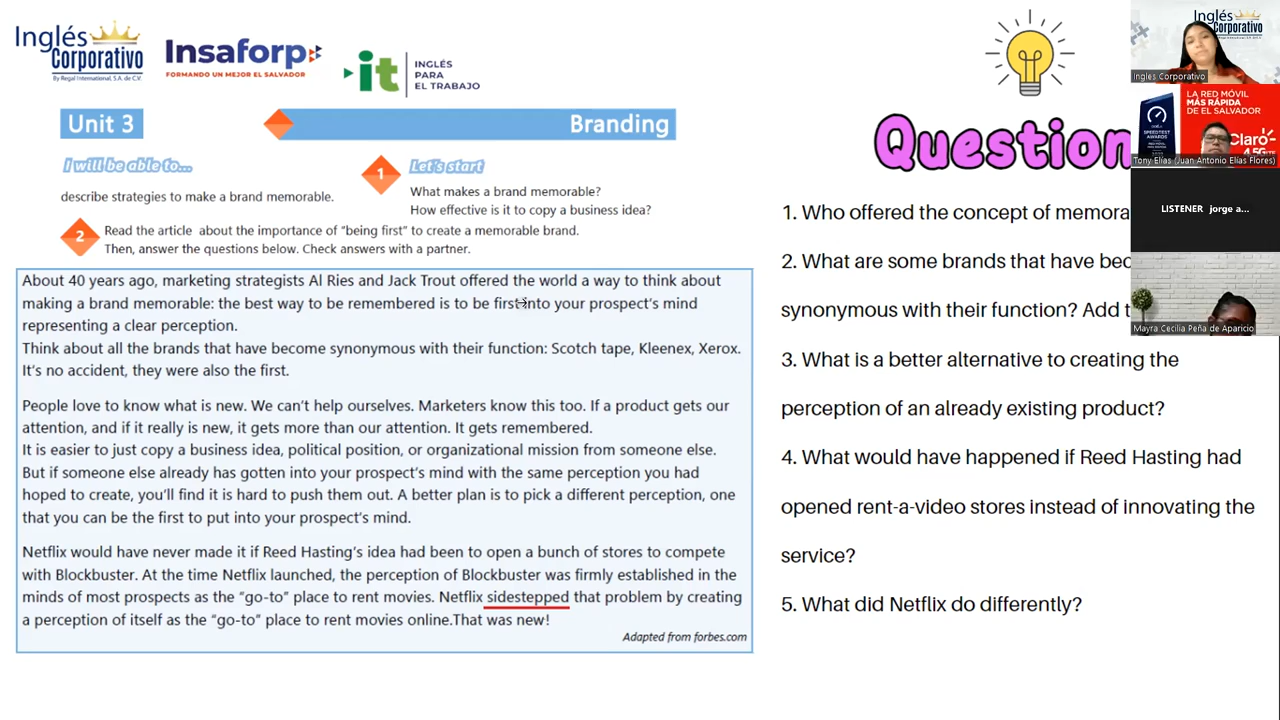 Inglés
Corporativo
By Regal International, S.A. de C.V.
Insaforp
FORMANDO UN MEJOR EL SALVADOR
it
INGLÉS
PARA
EL TRABAJO
Unit 3
Branding
I will be able to...
describe strategies to make a brand memorable.
1
Let's start
What makes a brand memorable?
How effective is it to copy a business idea?
2
Read the article about the importance of "being first" to create a memorable brand.
Then, answer the questions below. Check answers with a partner.
About 40 years ago, marketing strategists Al Ries and Jack Trout offered the world a way to think about
making a brand memorable: the best way to be remembered is to be first into your prospect's mind
representing a clear perception.
Think about all the brands that have become synonymous with their function: Scotch tape, Kleenex, Xerox.
It's no accident, they were also the first.
People love to know what is new. We can't help ourselves. Marketers know this too. If a product gets our
attention, and if it really is new, it gets more than our attention. It gets remembered.
It is easier to just copy a business idea, political position, or organizational mission from someone else.
But if someone else already has gotten into your prospect's mind with the same perception you had
hoped to create, you'll find it is hard to push them out. A better plan is to pick a different perception, one
that you can be the first to put into your prospect's mind.
Netflix would have never made it if Reed Hasting's idea had been to open a bunch of stores to compete
with Blockbuster. At the time Netflix launched, the perception of Blockbuster was firmly established in the
minds of most prospects as the "go-to" place to rent movies. Netflix sidestepped that problem by creating
a perception of itself as the "go-to" place to rent movies online.That was new!
Adapted from forbes.com
Question
1. Who offered the concept of memora
2. What are some brands that have bec
synonymous with their function? Add t
3. What is a better alternative to creating the
perception of an already existing product?
4. What would have happened if Reed Hasting had
opened rent-a-video stores instead of innovating the
service?
5. What did Netflix do differently?
Inglés
Corporativo
Ingles Corporativo
SPEEDTEST
AWARDS
LA RED MÓVIL
MÁS RÁPIDA
DE EL SALVADOR
Claro
4.5G
Tony Elías (Juan Antonio Elías Flores)
LISTENER jorge a...
Mayra Cecilia Peña de Aparicio